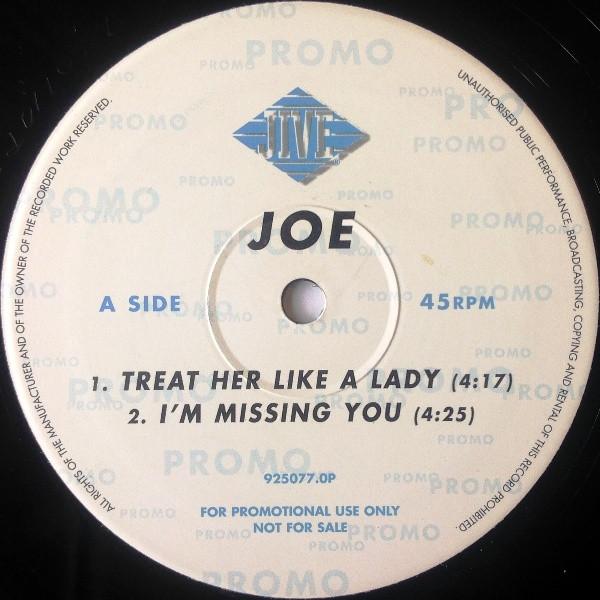 PROMO
JIVE
JOE
A SIDE
45RPM
1. TREAT HER LIKE A LADY (4:17)
2. I'M MISSING YOU (4:25)
925077.0P
FOR PROMOTIONAL USE ONLY
NOT FOR SALE
ALL RIGHTS OF THE MANUFACTURER AND OF THE OWNER OF THE RECORDED WORK RESERVED.
UNAUTHORISED PUBLIC PERFORMANCE, BROADCASTING, COPYING AND RENTAL OF THIS RECORD PROHIBITED.